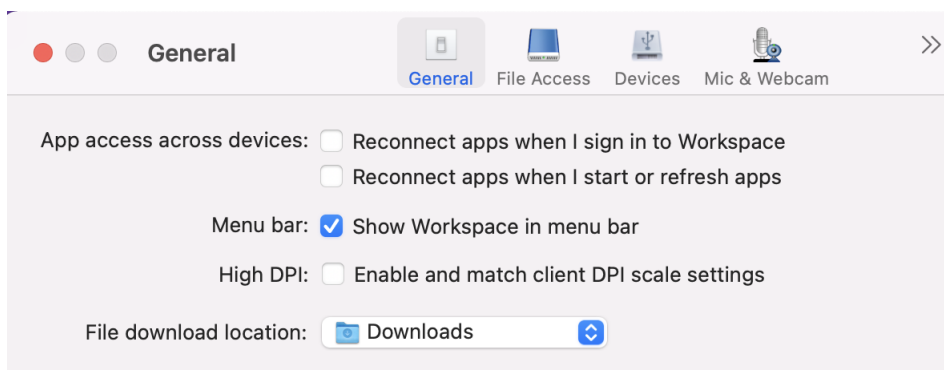 General
General File Access Devices Mic & Webcam
App access across devices: Reconnect apps when I sign in to Workspace
Reconnect apps when I start or refresh apps
Menu bar: Show Workspace in menu bar
High DPI: Enable and match client DPI scale settings
File download location: Downloads